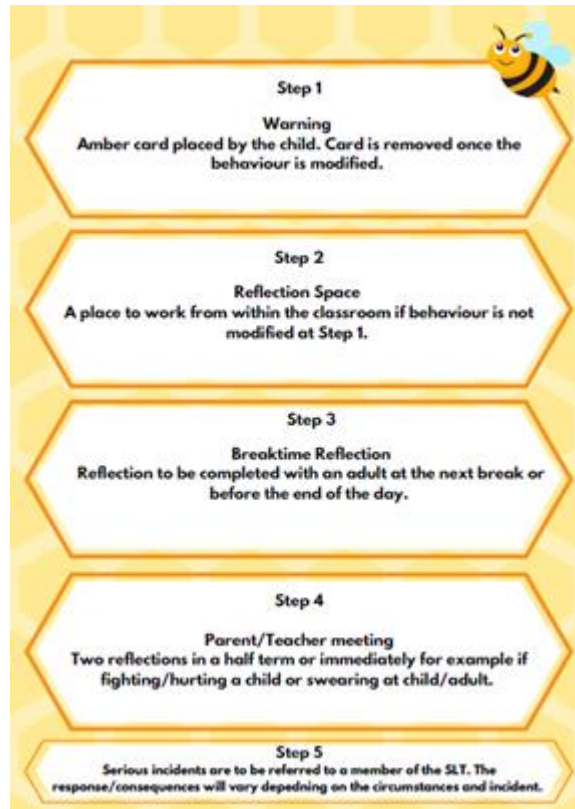 Step 1
Warning
Amber card placed by the child. Card is removed once the
behaviour is modified.
Step 2
Reflection Space
A place to work from within the classroom if behaviour is not
modified at Step 1.
Step 3
Breaktime Reflection
Reflection to be completed with an adult at the next break or
before the end of the day.
Step 4
Parent/Teacher meeting
Two reflections in a half term or immediately for example if
fighting/hurting a child or swearing at child/adult.
Step 5
Serious incidents are to be referred to a member of the SLT. The
response/consequences will vary depedning on the circumstances and incident.